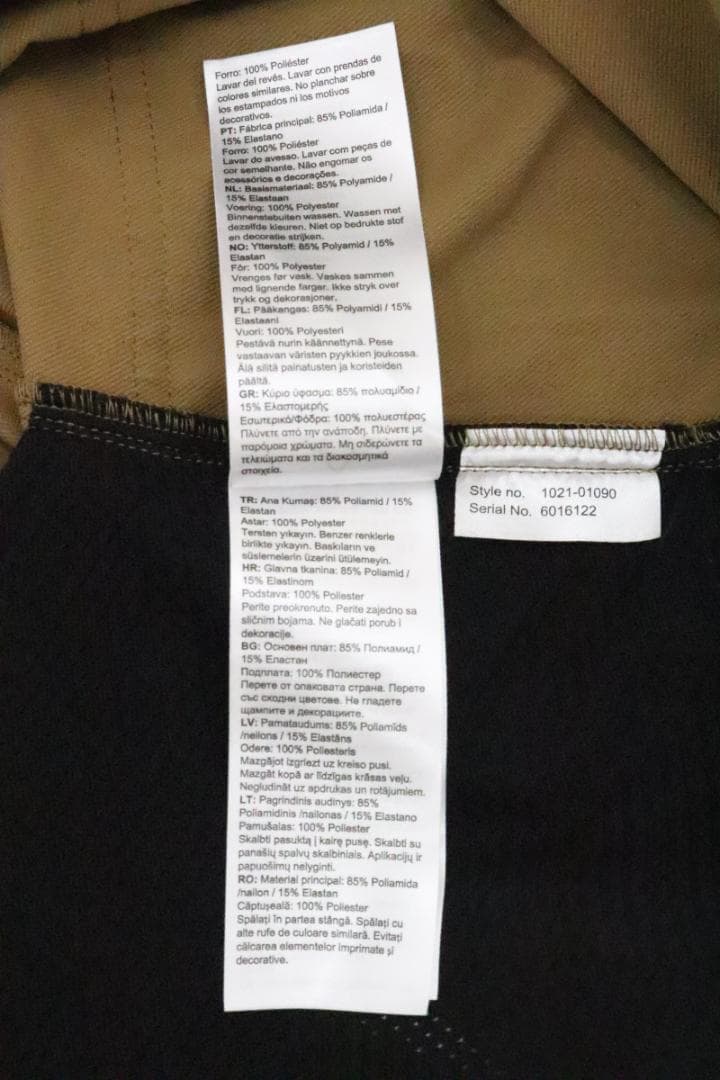 Forro: 100% Poliéster
Lavar del revés. Lavar con prendas de
colores similares. No planchar sobre
los estampados ni los motivos
decorativos.
PT: Fábrica principal: 85% Poliamida /
15% Elastano
Forro: 100% Poliéster
Lavar do avesso. Lavar com peças de
cor semelhante. Não engomar os
acessórios e decorações.
NL: Basismateriaal: 85% Polyamide /
15% Elastaan
Voering: 100% Polyester
Binnenstebuiten wassen. Wassen met
dezelfde kleuren. Niet op bedrukte stof
en decoratie strijken.
NO: Ytterstoff: 85% Polyamid / 15%
Elastan
Fôr: 100% Polyester
Vrenges før vask. Vaskes sammen
med lignende farger. Ikke stryk over
trykk og dekorasjoner.
FL: Pääkangas: 85% Polyamidi / 15%
Elastaani
Vuori: 100% Polyesteri
Pestävä nurin käännettynä. Pese
vastaavan väristen pyykkien joukossa.
Älä silitä painatusten ja koristeiden
päältä.
GR: Κύριο ύφασμα: 85% πολυαμίδιο /
15% Ελαστομερής
Εσωτερικό/Φόδρα: 100% πολυεστέρας
Πλύνετε από την ανάποδη. Πλύνετε με
παρόμοια χρώματα. Μη σιδερώνετε τα
τελειώματα και τα διακοσμητικά
στοιχεία.
TR: Ana Kumaş: 85% Poliamid / 15%
Elastan
Astar: 100% Polyester
Tersten yıkayın. Benzer renklerle
birlikte yıkayın. Baskıların ve
süslemelerin üzerini ütülemeyin.
HR: Glavna tkanina: 85% Poliamid /
15% Elastinom
Podstava: 100% Poliester
Perite preokrenuto. Perite zajedno sa
sličnim bojama. Ne glačati porub i
dekoracije.
BG: Основен плат: 85% Полиамид /
15% Еластан
Подплата: 100% Полиестер
Перете от опаковата страна. Перете
със сходни цветове. Не гладете
щампите и декорациите.
LV: Pamataudums: 85% Poliamīds
/neilons / 15% Elastāns
Odere: 100% Poliesteris
Mazgājot izgriezt uz kreiso pusi.
Mazgāt kopā ar līdzīgas krāsas veļu.
Negludināt uz apdrukas un rotājumiem.
LT: Pagrindinis audinys: 85%
Poliamidinis /nailonas / 15% Elastano
Pamušalas: 100% Poliester
Skalbti pasuktą į kairę pusę. Skalbti su
panašių spalvų skalbiniais. Aplikacijų ir
papuošimų nelyginti.
RO: Material principal: 85% Poliamida
/nailon / 15% Elastan
Căptușeală: 100% Poliester
Spălați în partea stângă. Spălați cu
alte rufe de culoare similară. Evitați
călcarea elementelor imprimate și
decorative.
Style no. 1021-01090
Serial No. 6016122